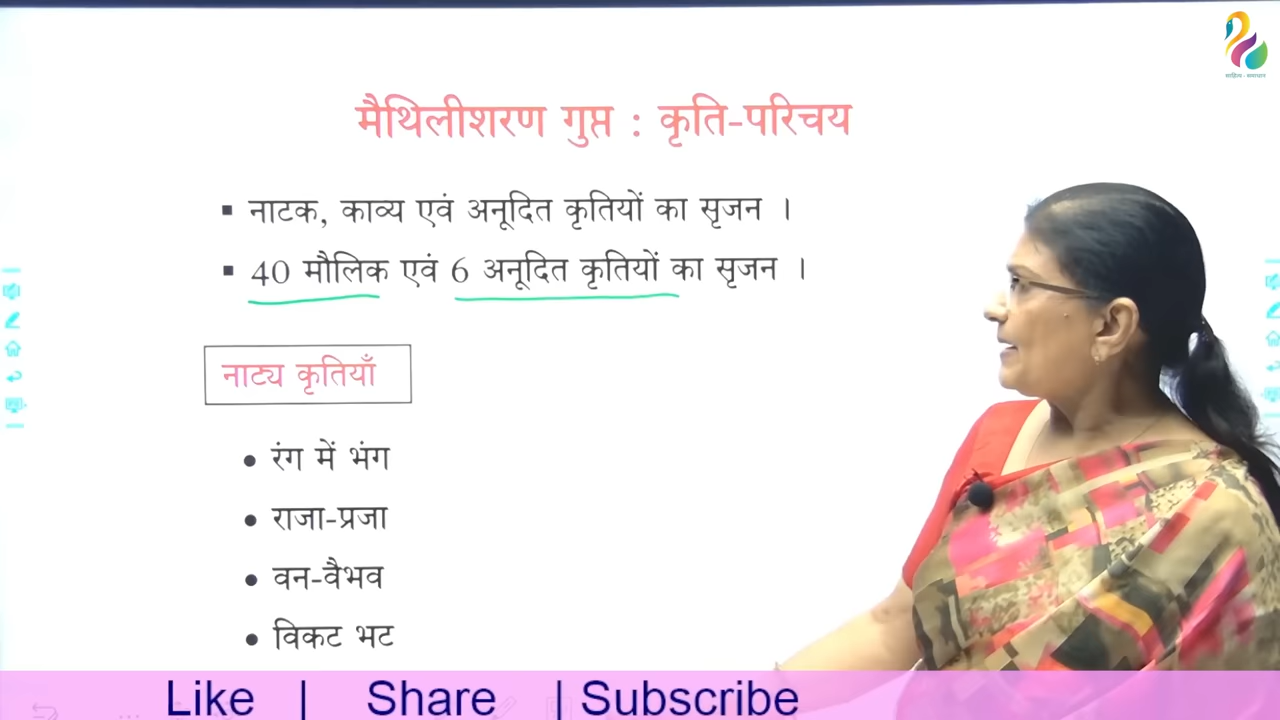 साहित्य - समाचार
मैथिलीशरण गुप्त : कृति-परिचय
▪ नाटक, काव्य एवं अनूदित कृतियों का सृजन ।
▪ 40 मौलिक एवं 6 अनूदित कृतियों का सृजन ।
नाट्य कृतियाँ
• रंग में भंग
• राजा-प्रजा
• वन-वैभव
• विकट भट
Like | Share | Subscribe